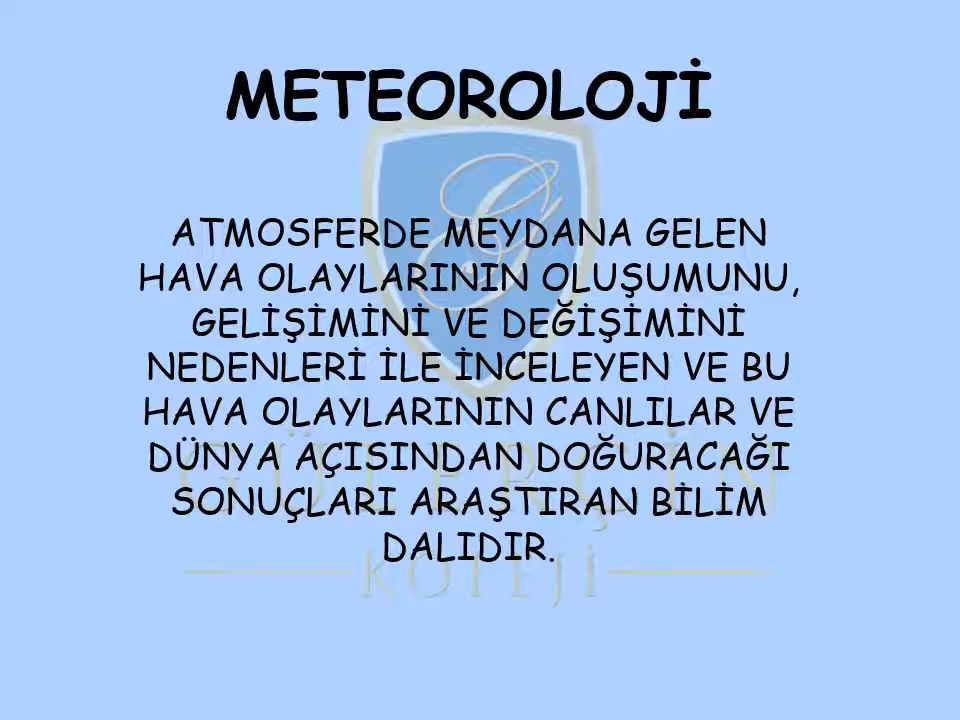 METEOROLOJİ
ATMOSFERDE MEYDANA GELEN
HAVA OLAYLARININ OLUŞUMUNU,
GELİŞİMİNİ VE DEĞİŞİMİNİ
NEDENLERİ İLE İNCELEYEN VE BU
HAVA OLAYLARININ CANLILAR VE
DÜNYA AÇISINDAN DOĞURACAĞI
SONUÇLARI ARAŞTIRAN BİLİM
DALIDIR.
KOLEJİ